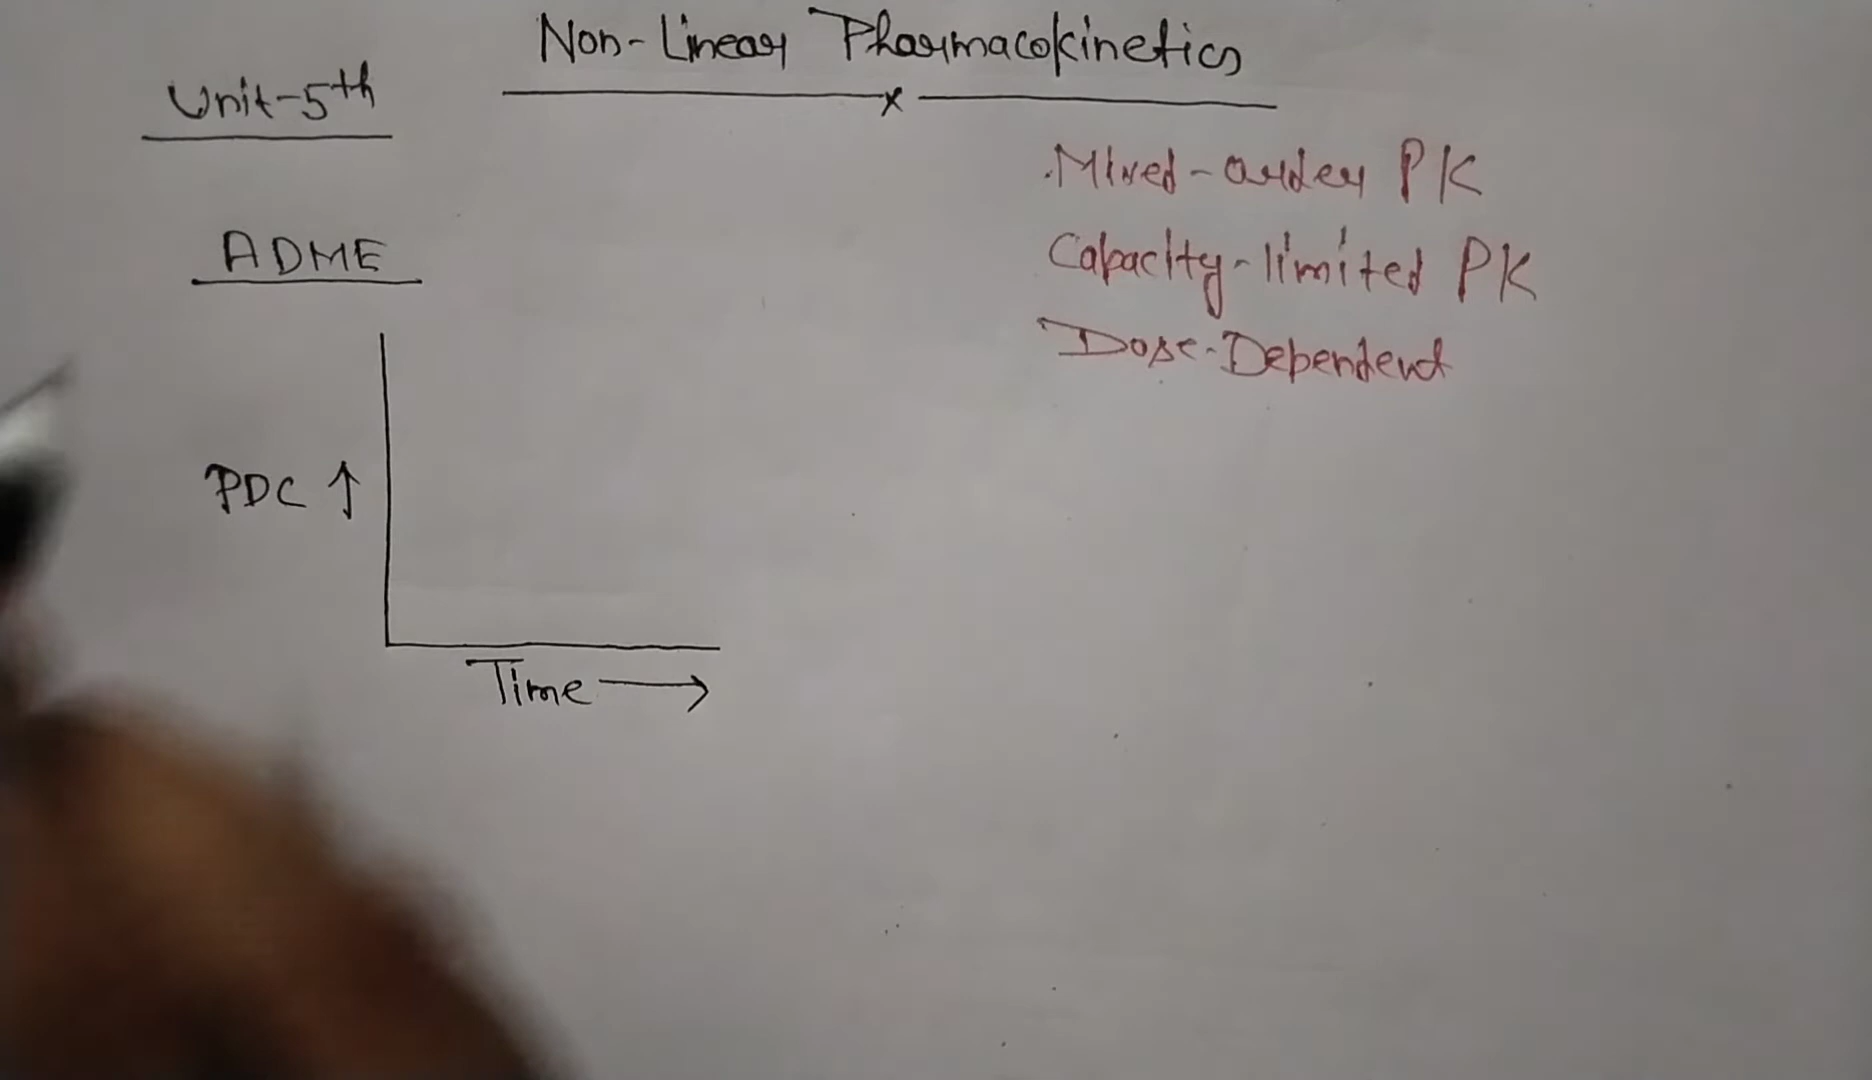 Non-Linear Pharmacokinetics
Unit-5th
Mixed-order PK
ADME
Capacity-limited PK
Dose-Dependent
PDC ↑
Time →